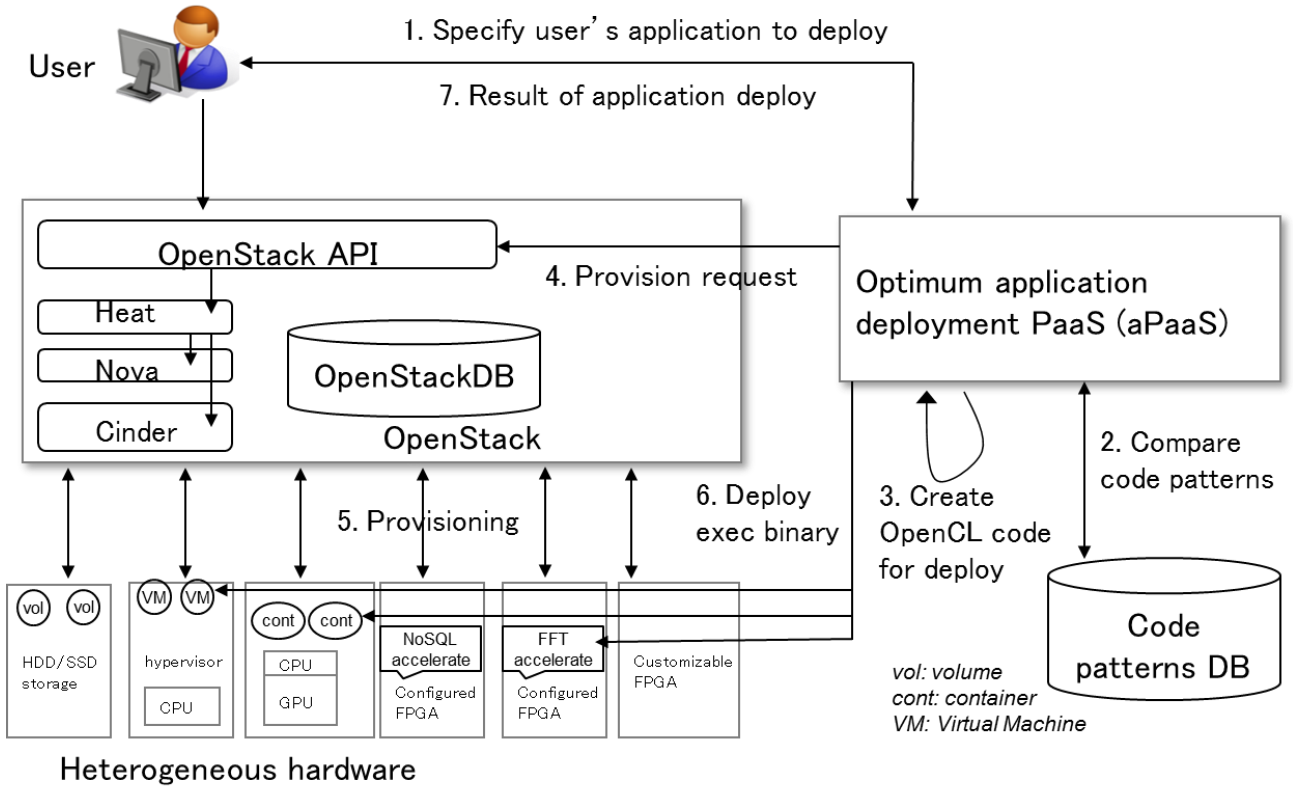 1. Specify user’s application to deploy
User
7. Result of application deploy
OpenStack API
4. Provision request
Optimum application
deployment PaaS (aPaaS)
Heat
Nova
Cinder
OpenStackDB
OpenStack
2. Compare
code patterns
3. Create
OpenCL code
for deploy
6. Deploy
exec binary
5. Provisioning
vol
vol
HDD/SSD
storage
VM
VM
hypervisor
CPU
cont
cont
CPU
GPU
NoSQL
accelerate
Configured
FPGA
FFT
accelerate
Configured
FPGA
Customizable
FPGA
Code
patterns DB
vol: volume
cont: container
VM: Virtual Machine
Heterogeneous hardware